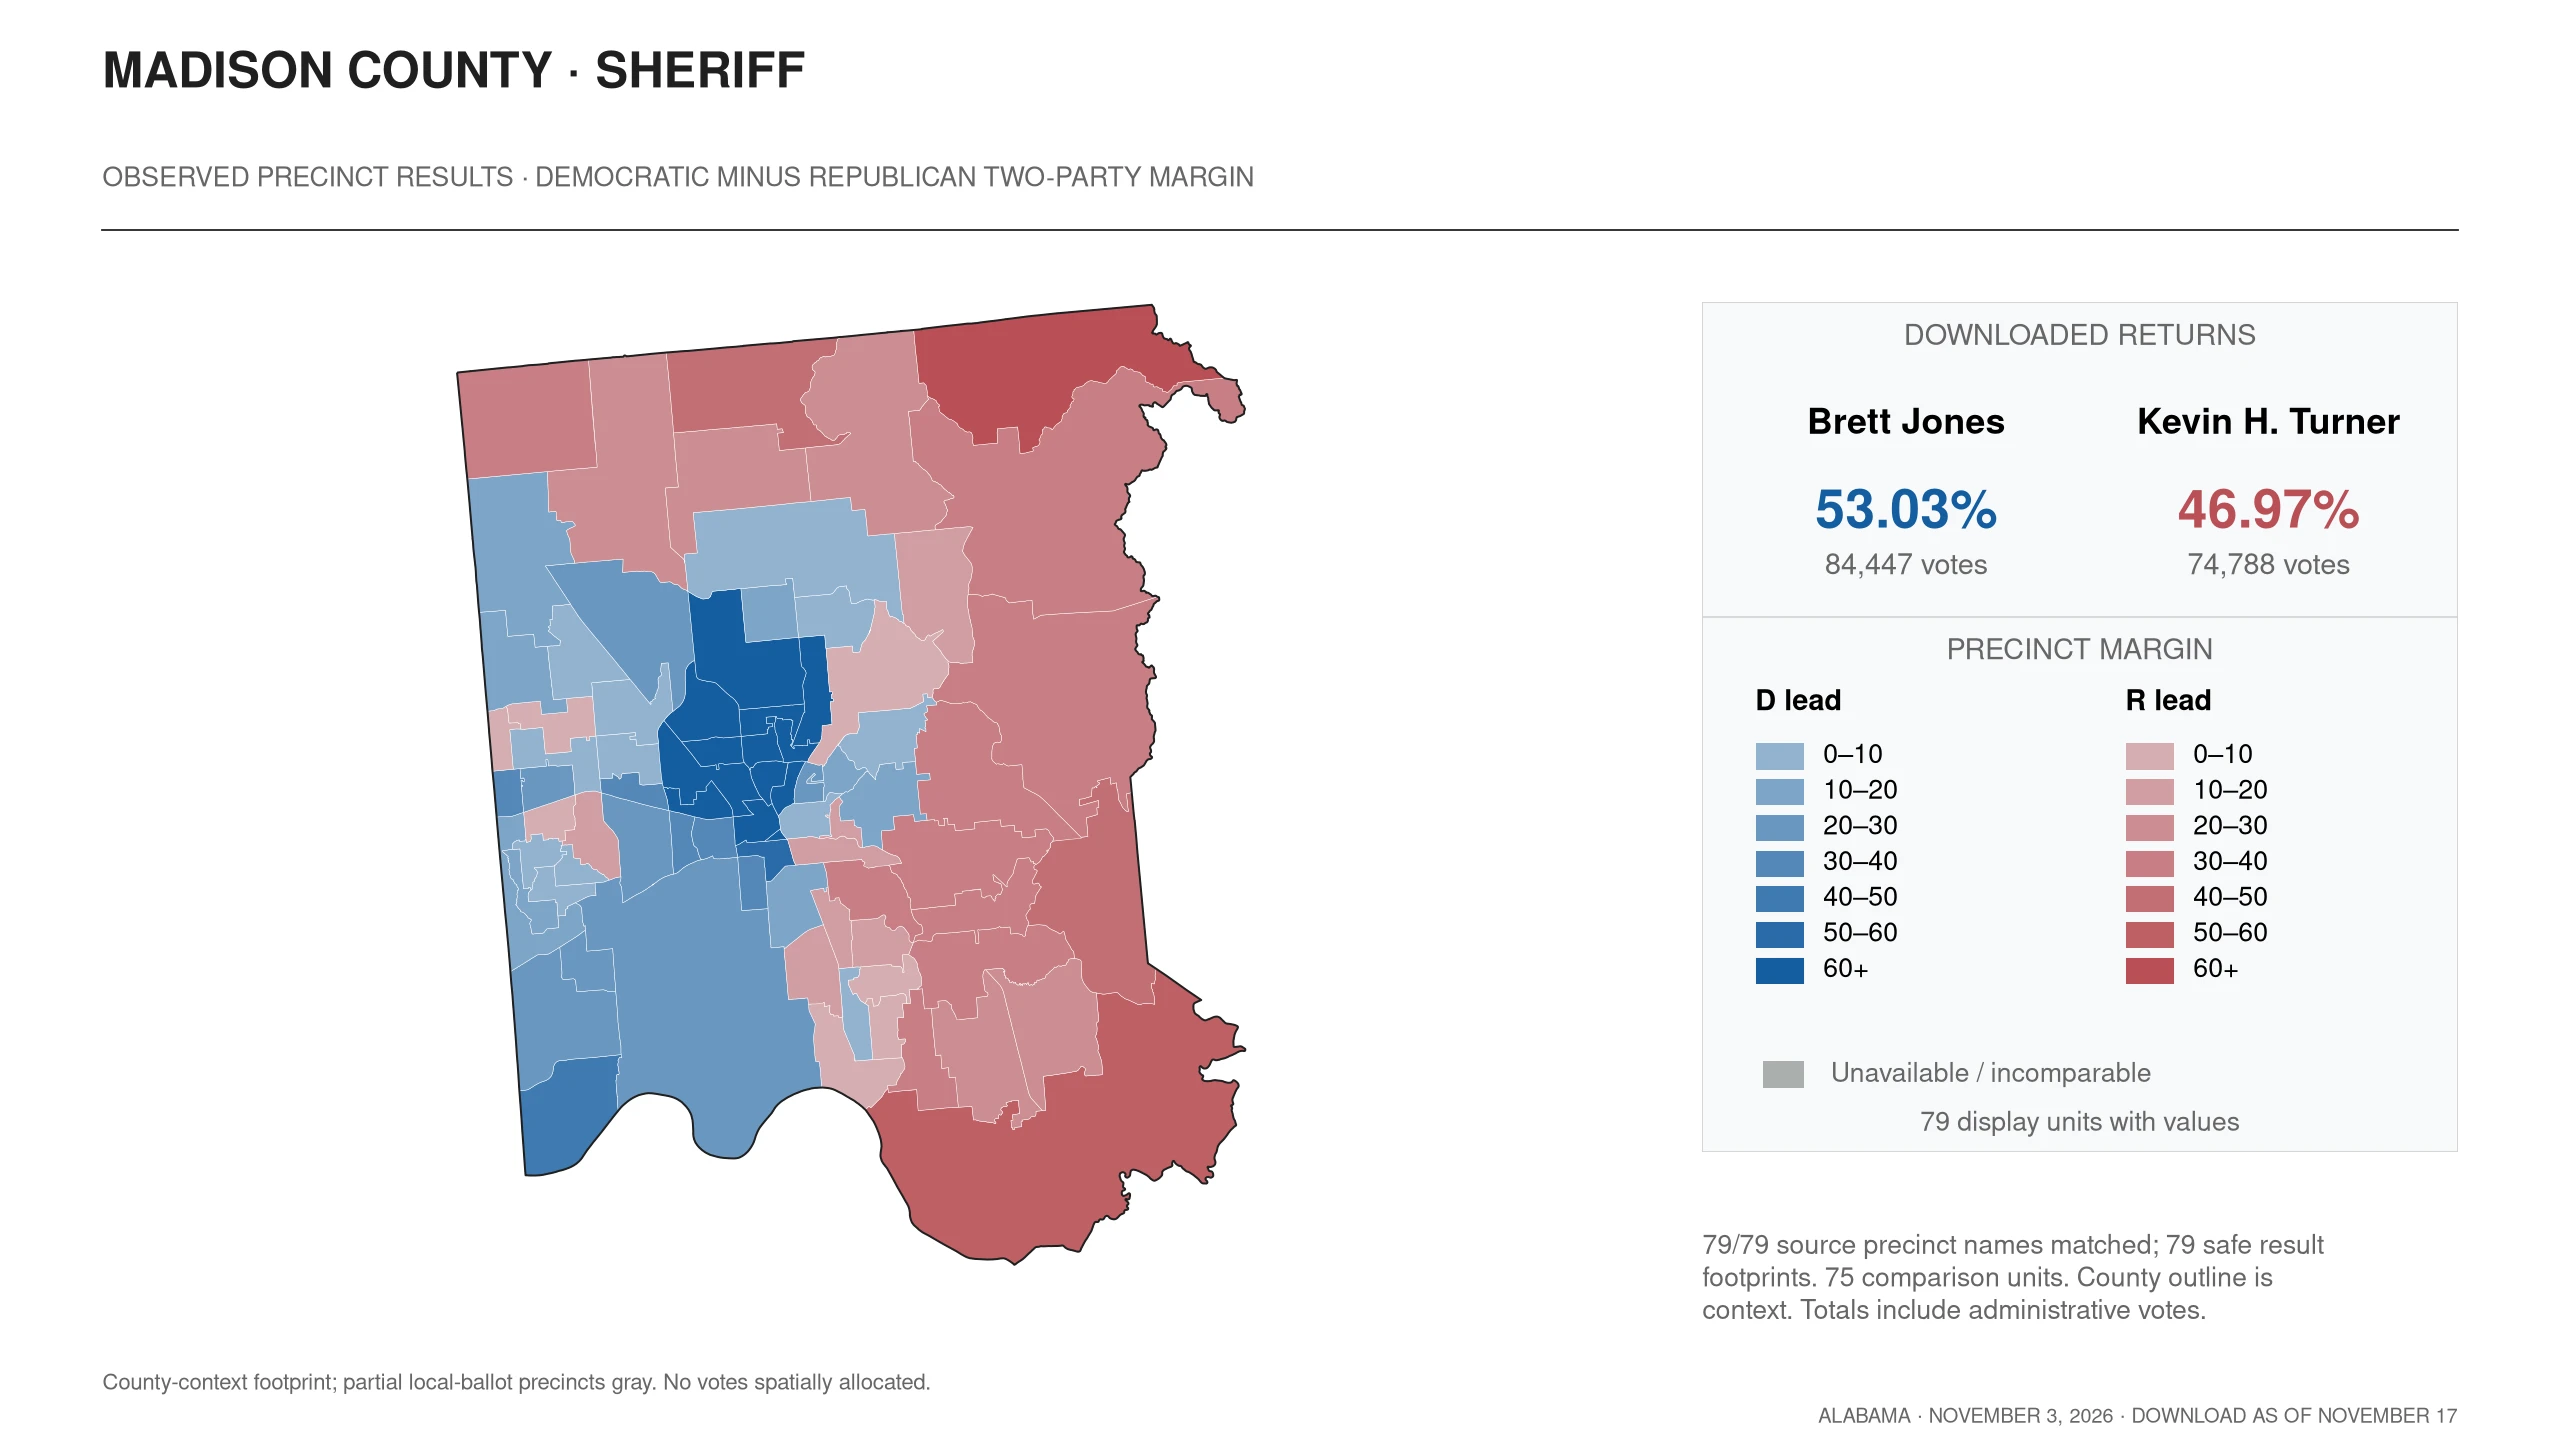 MADISON COUNTY · SHERIFF
OBSERVED PRECINCT RESULTS · DEMOCRATIC MINUS REPUBLICAN TWO-PARTY MARGIN
DOWNLOADED RETURNS
Brett Jones Kevin H. Turner
53.03% 46.97%
84,447 votes 74,788 votes
PRECINCT MARGIN
D lead R lead
0–10 0–10
10–20 10–20
20–30 20–30
30–40 30–40
40–50 40–50
50–60 50–60
60+ 60+
Unavailable / incomparable
79 display units with values
79/79 source precinct names matched; 79 safe result
footprints. 75 comparison units. County outline is
context. Totals include administrative votes.
County-context footprint; partial local-ballot precincts gray. No votes spatially allocated.
ALABAMA · NOVEMBER 3, 2026 · DOWNLOAD AS OF NOVEMBER 17